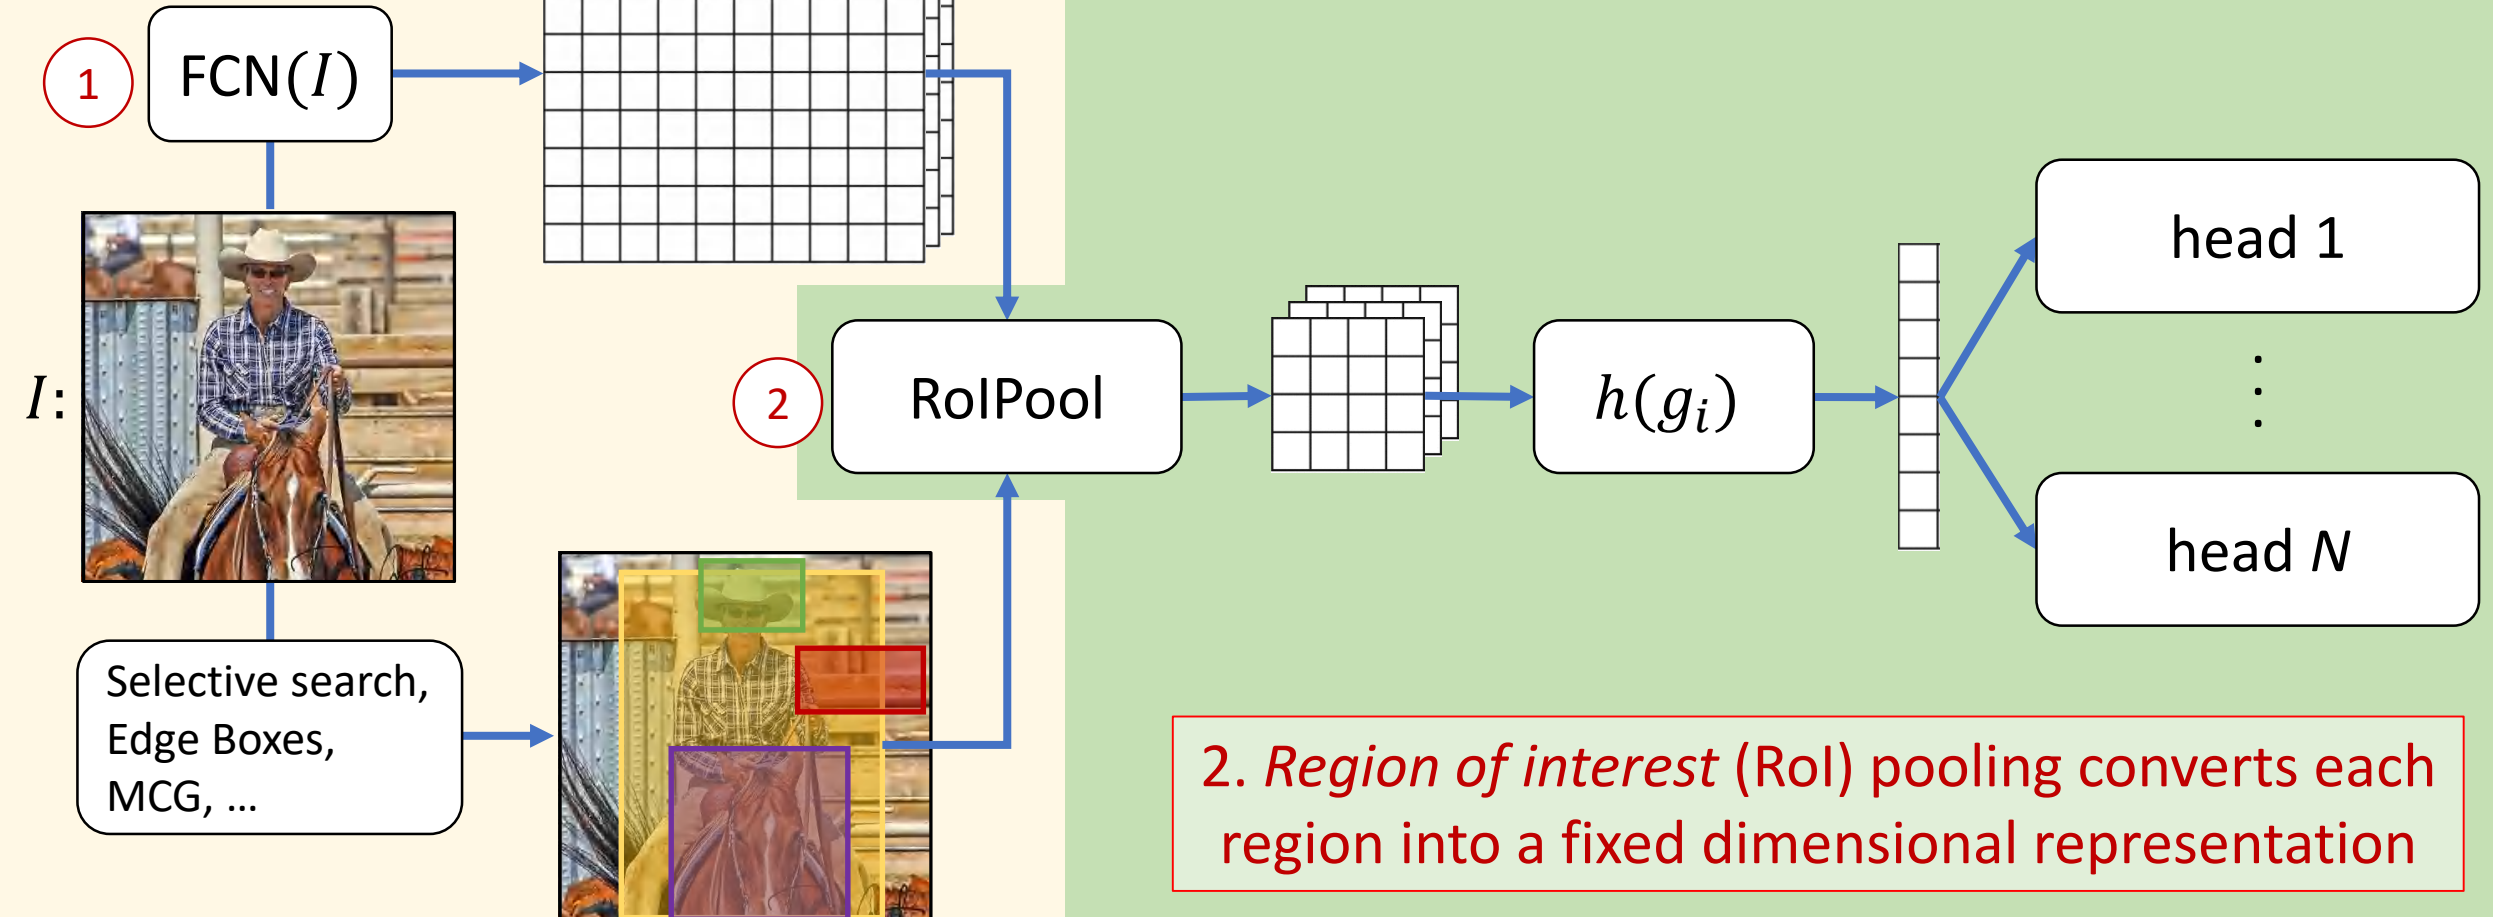 1
FCN(I)
I:
Selective search,
Edge Boxes,
MCG, ...
2
RoIPool
h(gᵢ)
head 1
head N
2. Region of interest (RoI) pooling converts each
region into a fixed dimensional representation